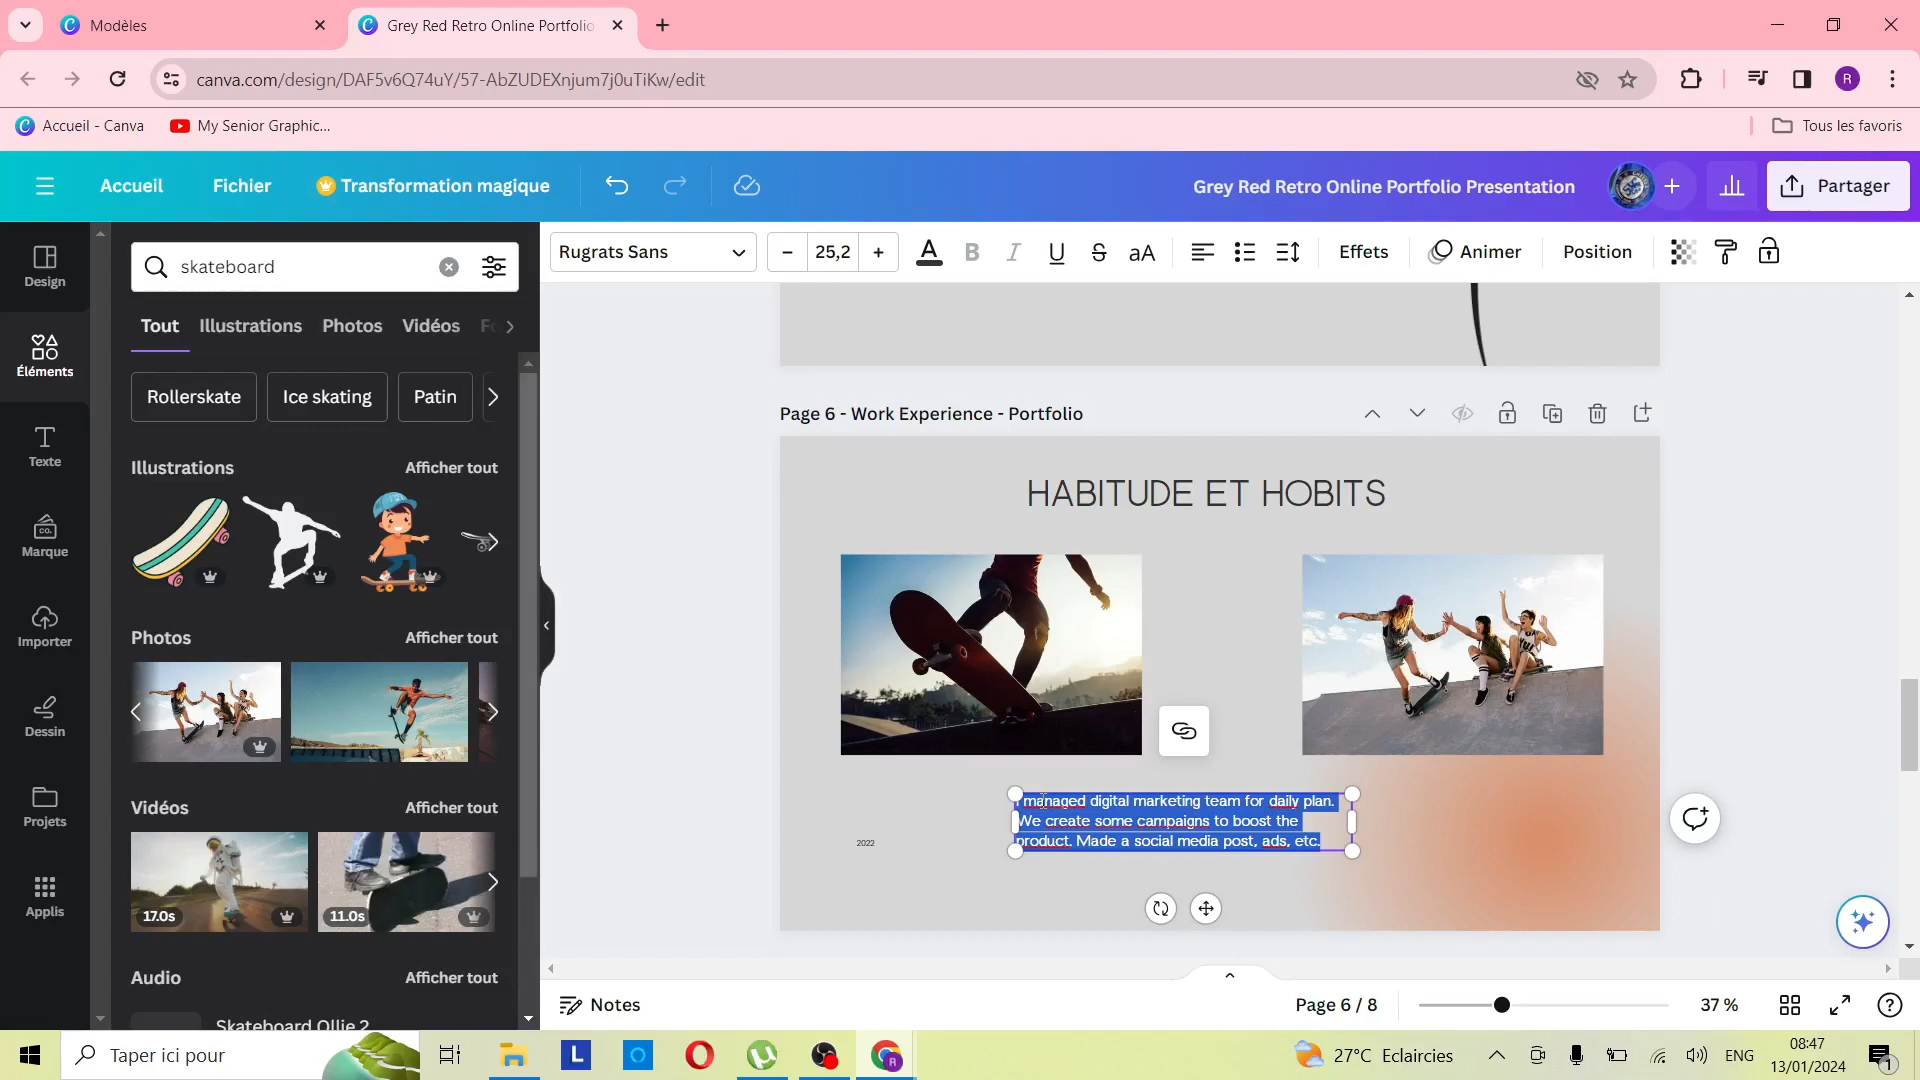 Modèles
Grey Red Retro Online Portfolio
canva.com/design/DAF5v6Q74uY/57-AbZUDEXnjum7j0uTiKw/edit
R
Accueil - Canva
My Senior Graphic...
Tous les favoris
Accueil
Fichier
Transformation magique
Grey Red Retro Online Portfolio Presentation
Partager
Design
Éléments
Texte
Marque
Importer
Dessin
Projets
Applis
skateboard
Tout
Illustrations
Photos
Vidéos
Rollerskate
Ice skating
Patin
Illustrations
Afficher tout
Photos
Afficher tout
Vidéos
Afficher tout
17.0s
11.0s
Audio
Afficher tout
Skateboard Ollie 2
Rugrats Sans
25,2
A
B
I
U
S
aA
Effets
Animer
Position
Page 6 - Work Experience - Portfolio
HABITUDE ET HOBITS
I managed digital marketing team for daily plan.
We create some campaigns to boost the
product. Made a social media post, ads, etc.
2022
Notes
Page 6 / 8
37 %
Taper ici pour
L
27°C Eclaircies
ENG
08:47
13/01/2024
1